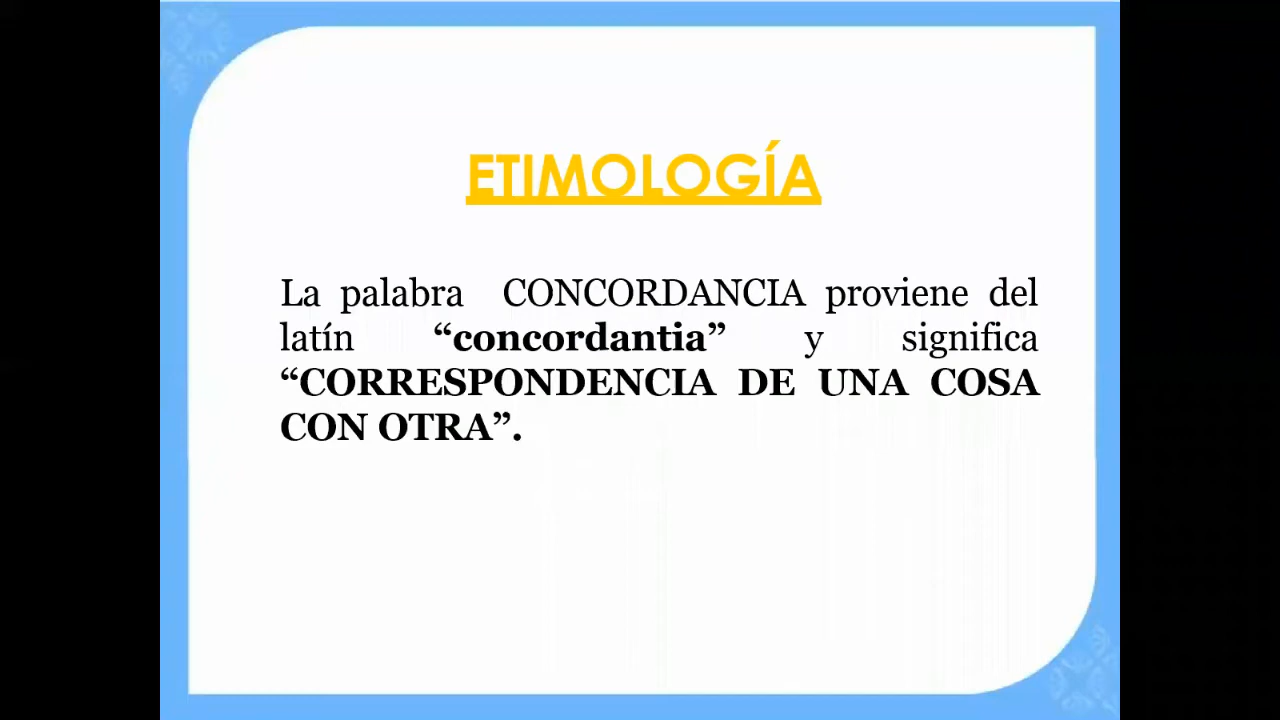 ETIMOLOGÍA
La palabra CONCORDANCIA proviene del
latín “concordantia” y significa
“CORRESPONDENCIA DE UNA COSA
CON OTRA”.